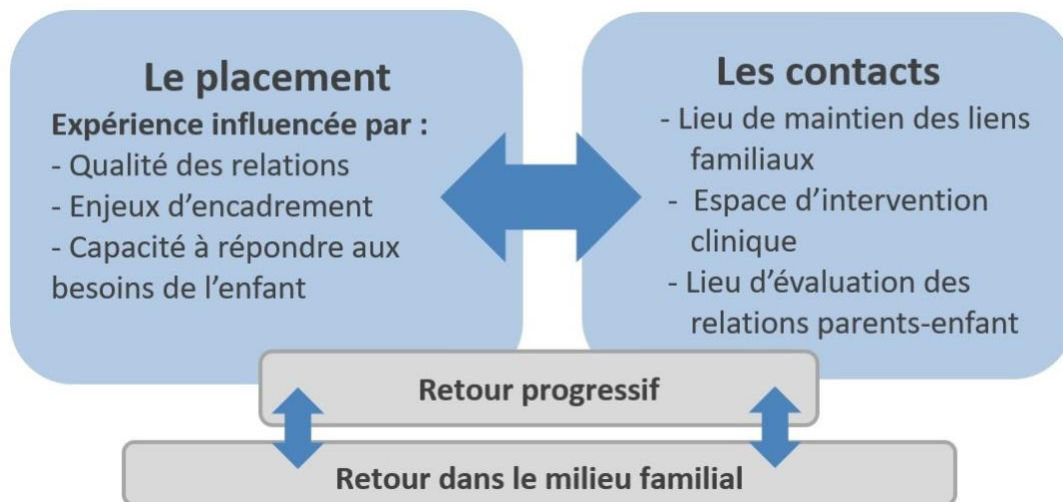 Le placement
Expérience influencée par :
- Qualité des relations
- Enjeux d’encadrement
- Capacité à répondre aux
besoins de l’enfant
Les contacts
- Lieu de maintien des liens
familiaux
- Espace d’intervention
clinique
- Lieu d’évaluation des
relations parents-enfant
Retour progressif
Retour dans le milieu familial